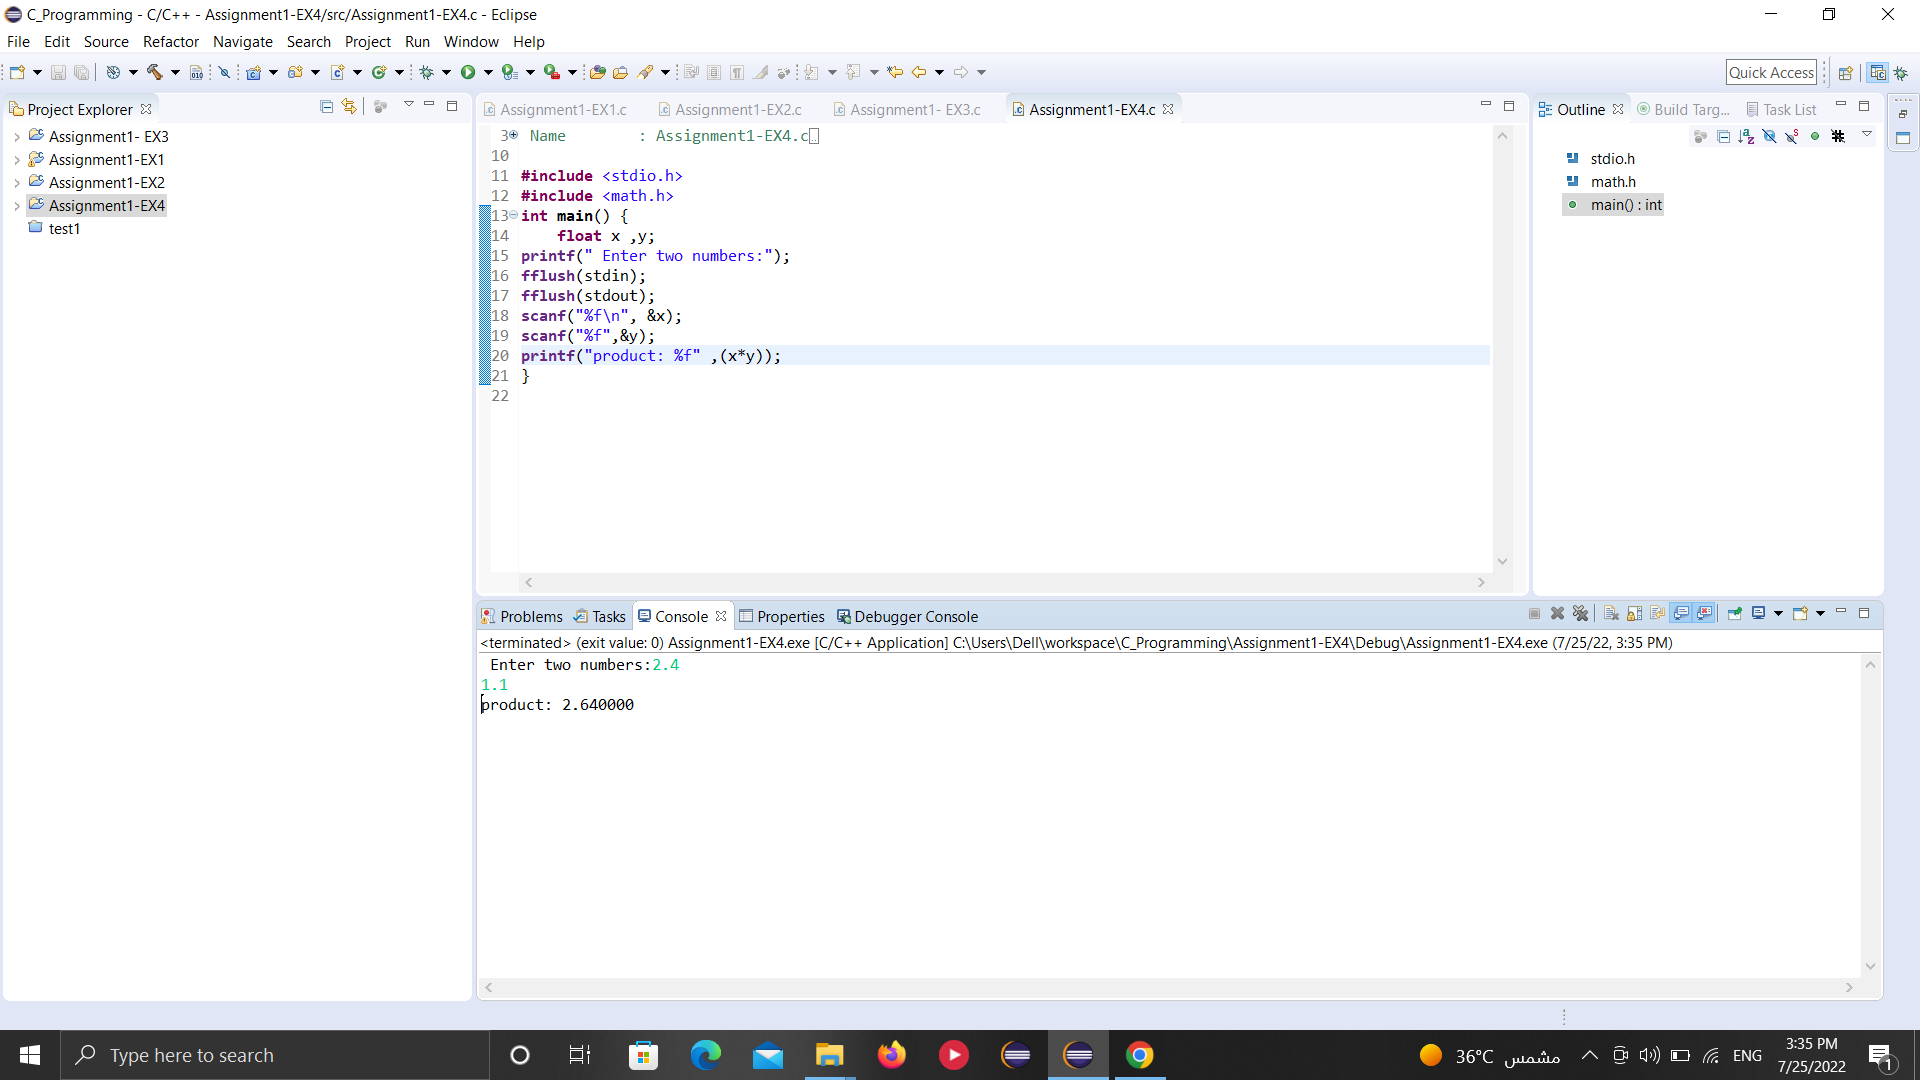 C_Programming - C/C++ - Assignment1-EX4/src/Assignment1-EX4.c - Eclipse
File Edit Source Refactor Navigate Search Project Run Window Help
Quick Access
Project Explorer
Assignment1- EX3
Assignment1-EX1
Assignment1-EX2
Assignment1-EX4
test1
Assignment1-EX1.c Assignment1-EX2.c Assignment1- EX3.c Assignment1-EX4.c
3 Name : Assignment1-EX4.c
10
11 #include <stdio.h>
12 #include <math.h>
13 int main() {
14 float x ,y;
15 printf(" Enter two numbers:");
16 fflush(stdin);
17 fflush(stdout);
18 scanf("%f\n", &x);
19 scanf("%f",&y);
20 printf("product: %f" ,(x*y));
21 }
22
Outline Build Targ... Task List
stdio.h
math.h
main() : int
Problems Tasks Console Properties Debugger Console
<terminated> (exit value: 0) Assignment1-EX4.exe [C/C++ Application] C:\Users\Dell\workspace\C_Programming\Assignment1-EX4\Debug\Assignment1-EX4.exe (7/25/22, 3:35 PM)
Enter two numbers:2.4
1.1
product: 2.640000
Type here to search
36°C مشمس
ENG
3:35 PM
7/25/2022
1